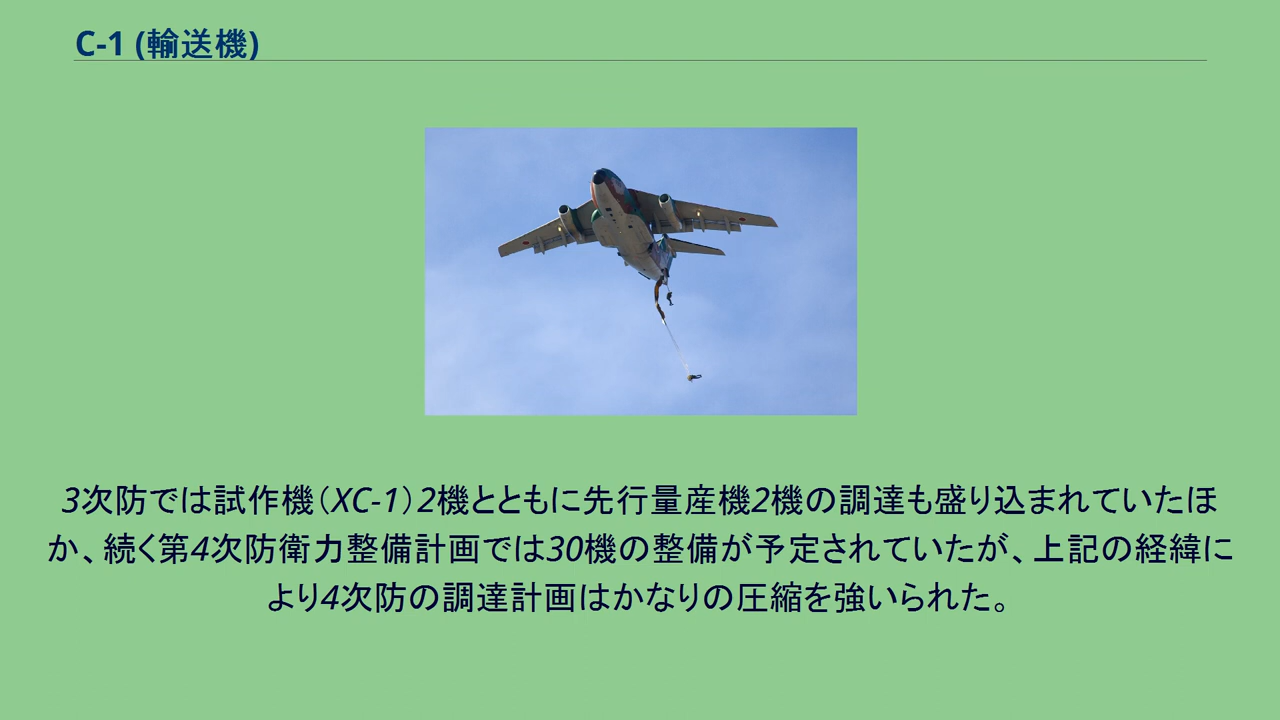 C-1 (輸送機)
3次防では試作機（XC-1）2機とともに先行量産機2機の調達も盛り込まれていたほ
か、続く第4次防衛力整備計画では30機の整備が予定されていたが、上記の経緯に
より4次防の調達計画はかなりの圧縮を強いられた。